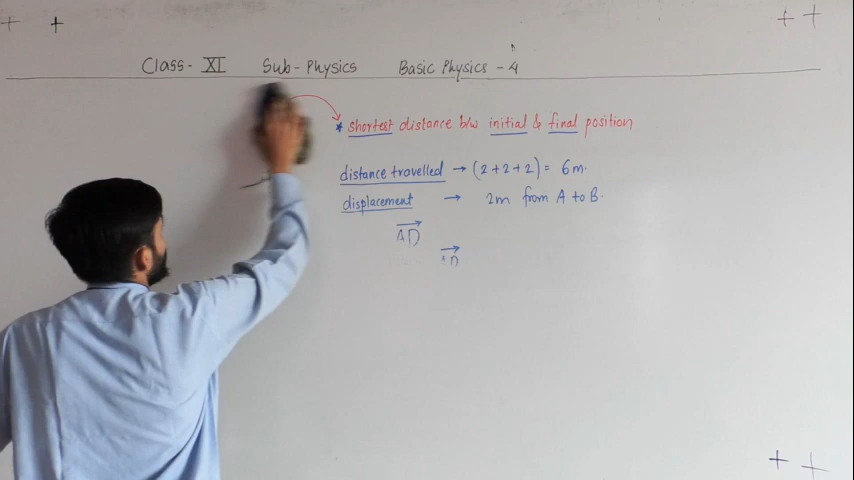 Class - XI Sub - Physics Basic Physics - 4
* shortest distance b/w initial & final position
distance travelled → (2 + 2 + 2) = 6m.
displacement → 2m from A to B.